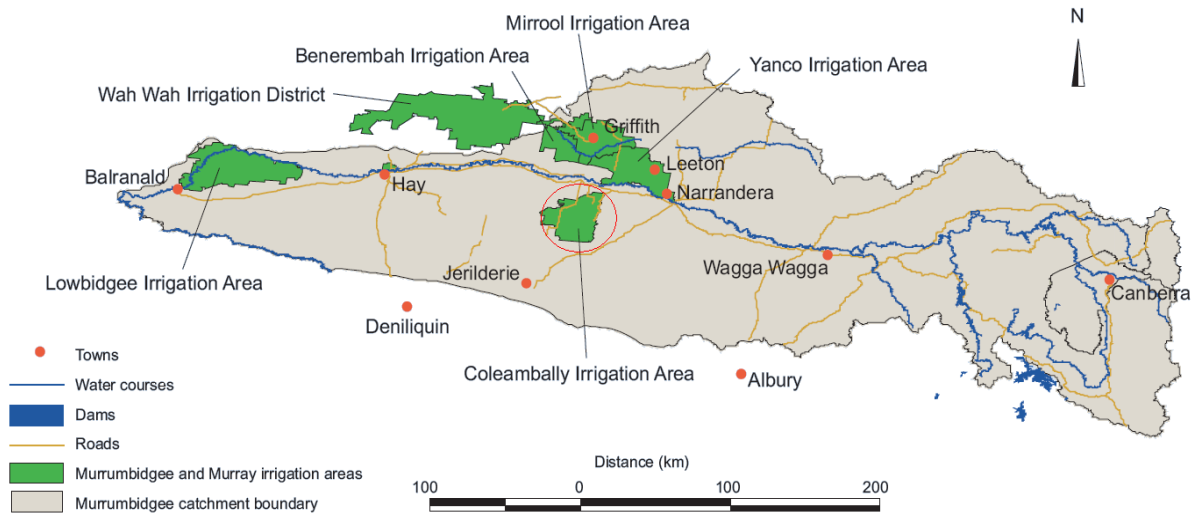 Mirrool Irrigation Area
N
Benerembah Irrigation Area
Yanco Irrigation Area
Wah Wah Irrigation District
Griffith
Leeton
Balranald
Hay
Narrandera
Wagga Wagga
Jerilderie
Lowbidgee Irrigation Area
Canberra
Deniliquin
Coleambally Irrigation Area
Albury
Towns
Water courses
Dams
Roads
Murrumbidgee and Murray irrigation areas
Murrumbidgee catchment boundary
Distance (km)
100 0 100 200